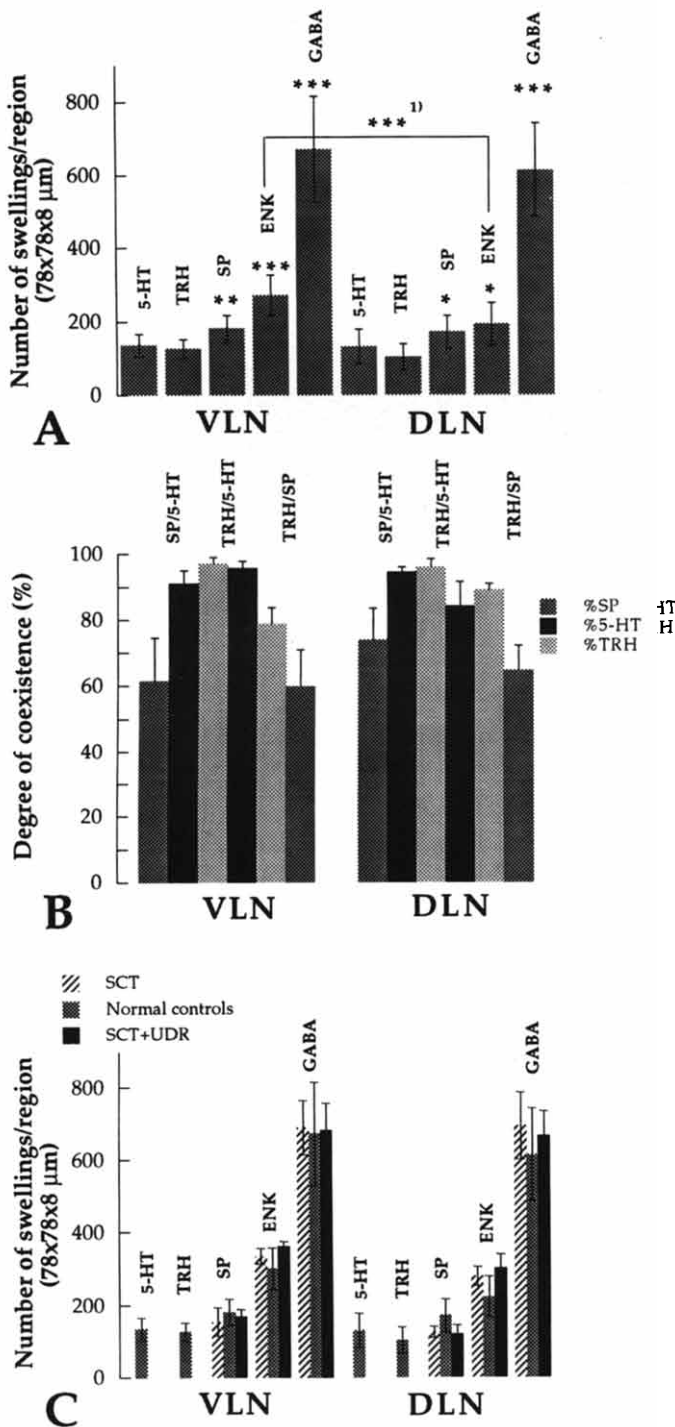 GABA
GABA
***
***
***1)
ENK
***
ENK
*
SP
**
SP
*
5-HT
TRH
5-HT
TRH
800
600
400
200
0
Number of swellings/region
(78x78x8 μm)
VLN
DLN
A
SP/5-HT
TRH/5-HT
TRH/SP
SP/5-HT
TRH/5-HT
TRH/SP
100
80
60
40
20
0
Degree of coexistence (%)
%SP
%5-HT
%TRH
HT
H
VLN
DLN
B
SCT
Normal controls
SCT+UDR
GABA
GABA
ENK
ENK
5-HT
TRH
SP
5-HT
TRH
SP
800
600
400
200
0
Number of swellings/region
(78x78x8 μm)
VLN
DLN
C